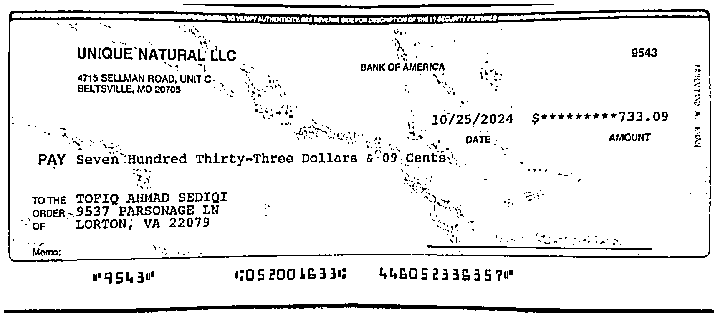 TO VERIFY AUTHENTICITY, SEE REVERSE SIDE FOR DESCRIPTION OF THE 11 SECURITY FEATURES
UNIQUE NATURAL LLC
9543
4715 SELLMAN ROAD, UNIT C
BELTSVILLE, MD 20705
BANK OF AMERICA
10/25/2024 $*********733.09
DATE AMOUNT
PAY Seven Hundred Thirty-Three Dollars & 09 Cents
TO THE TOFIQ AHMAD SEDIQI
ORDER 9537 PARSONAGE LN
OF LORTON, VA 22079
Memo:
⑈9543⑈ ⑆052001633⑆ 446052336357⑈